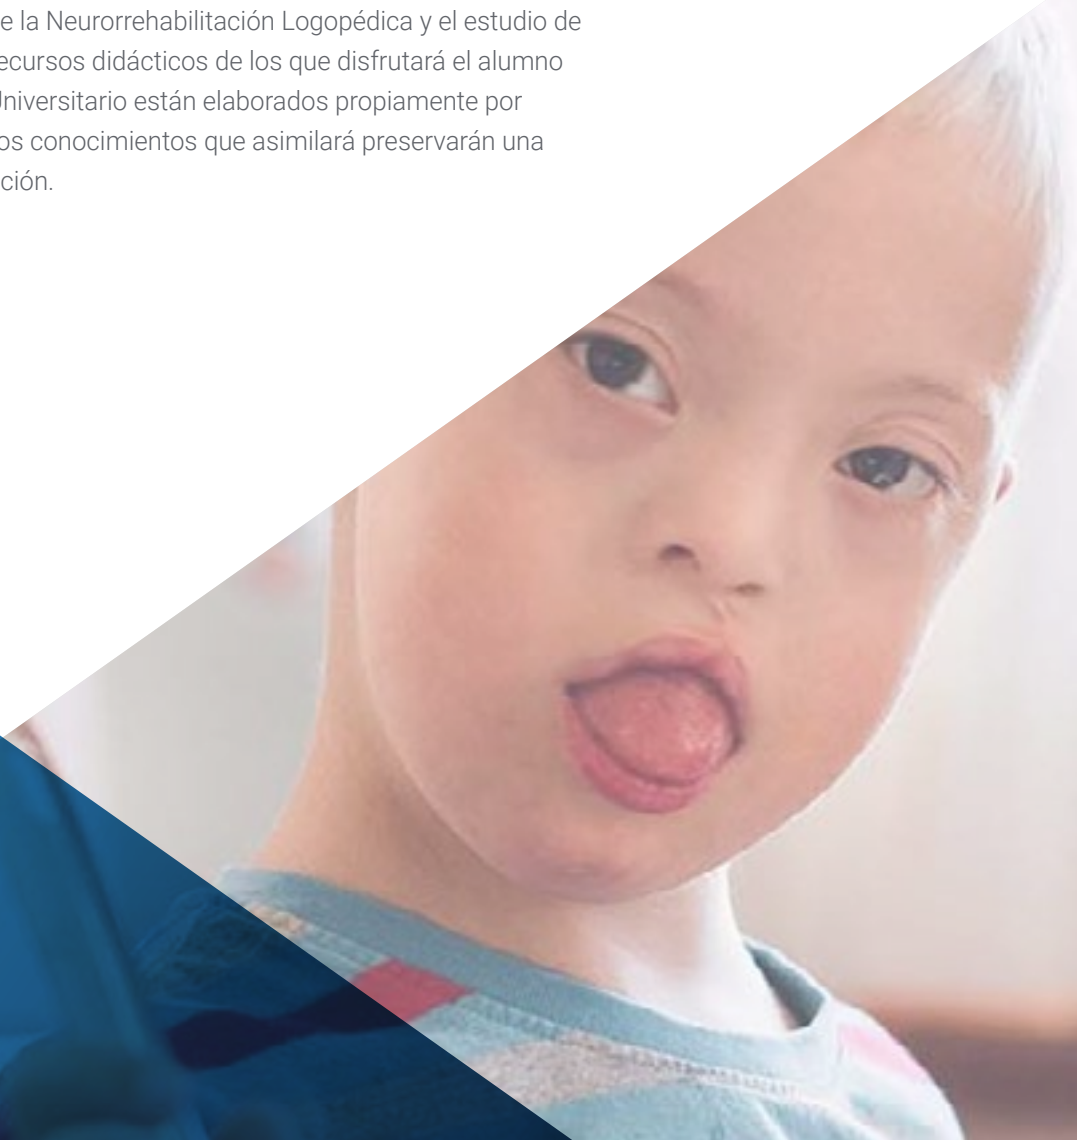 e la Neurorrehabilitación Logopédica y el estudio de
ecursos didácticos de los que disfrutará el alumno
Universitario están elaborados propiamente por
os conocimientos que asimilará preservarán una
ción.